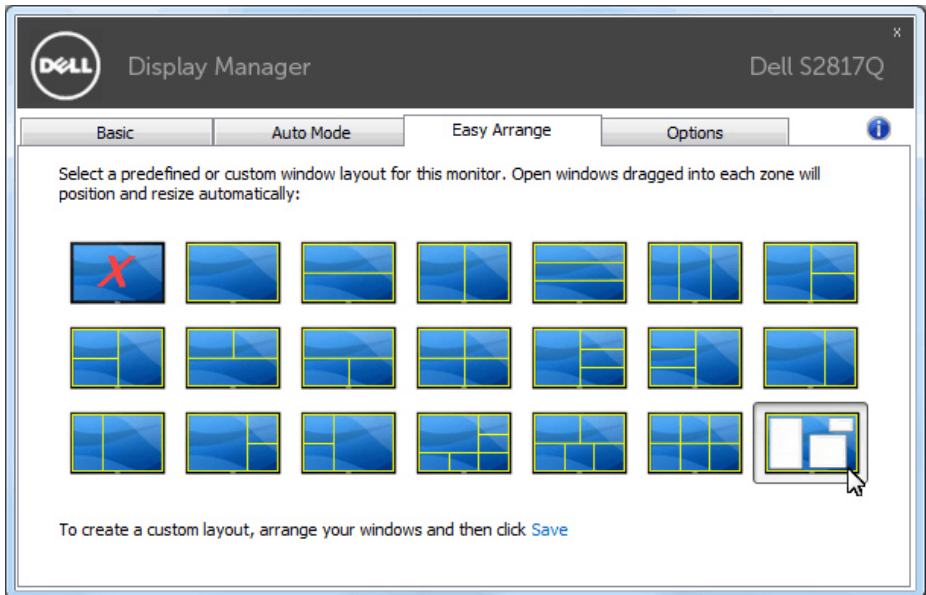 x
DELL
Display Manager
Dell S2817Q
Basic
Auto Mode
Easy Arrange
Options
i
Select a predefined or custom window layout for this monitor. Open windows dragged into each zone will
position and resize automatically:
X
To create a custom layout, arrange your windows and then click Save